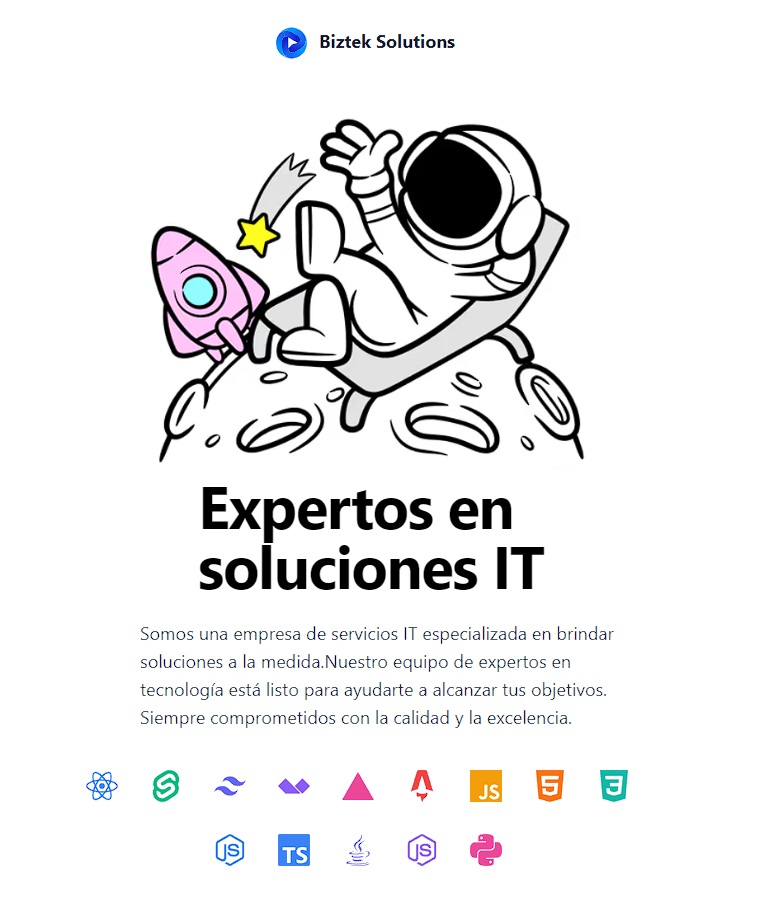 Biztek Solutions
Expertos en
soluciones IT
Somos una empresa de servicios IT especializada en brindar
soluciones a la medida.Nuestro equipo de expertos en
tecnología está listo para ayudarte a alcanzar tus objetivos.
Siempre comprometidos con la calidad y la excelencia.
JS 5 3
JS TS JS